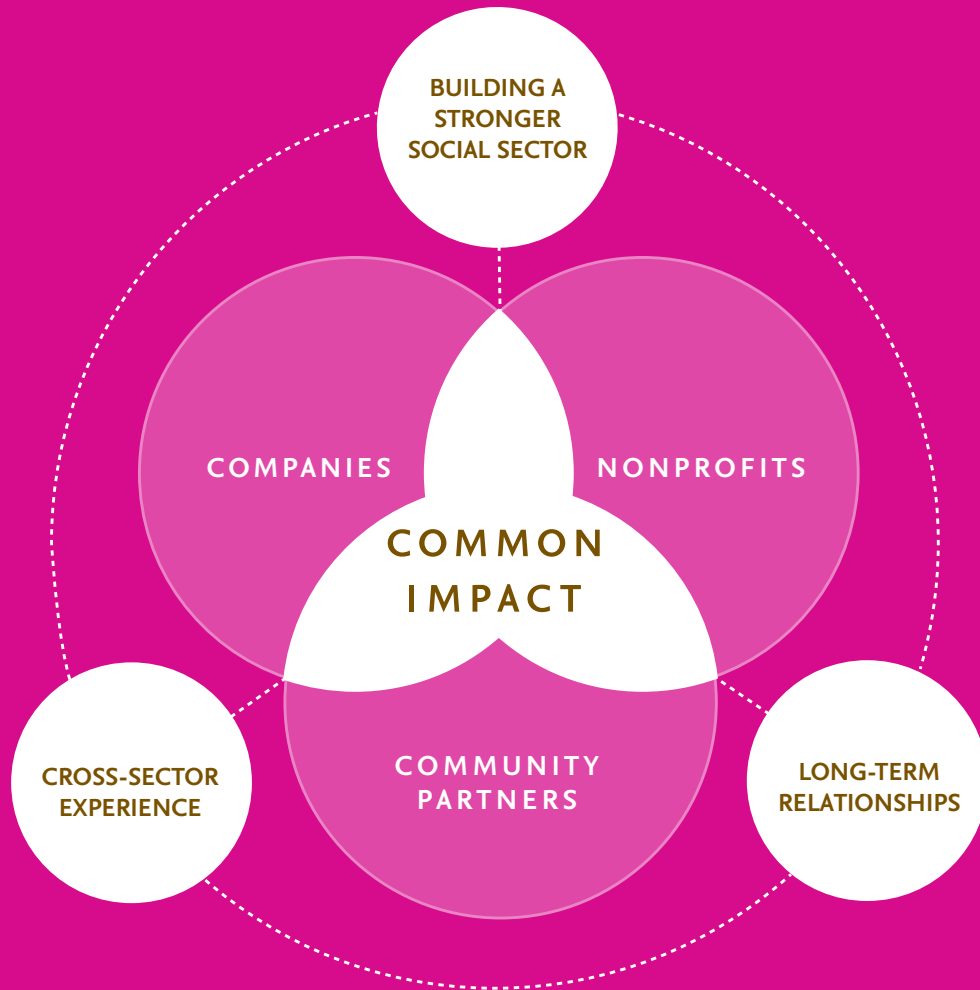 BUILDING A
STRONGER
SOCIAL SECTOR
COMPANIES
NONPROFITS
COMMON
IMPACT
COMMUNITY
PARTNERS
CROSS-SECTOR
EXPERIENCE
LONG-TERM
RELATIONSHIPS